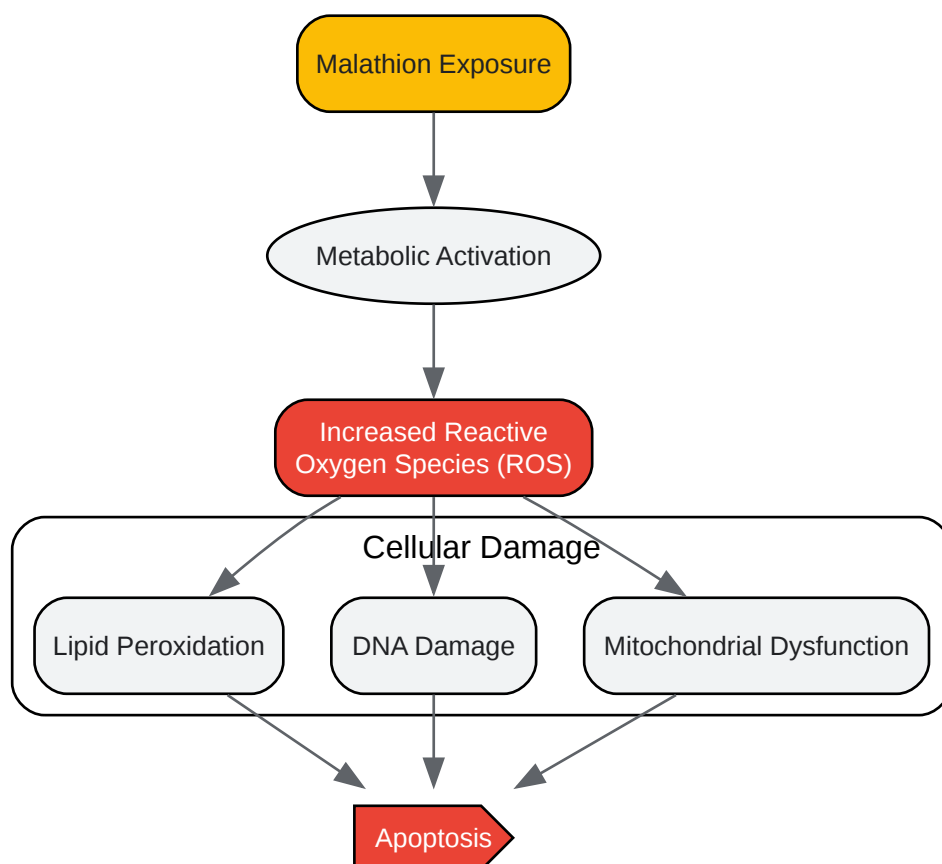 Malathion Exposure
Metabolic Activation
Increased Reactive
Oxygen Species (ROS)
Cellular Damage
Lipid Peroxidation
DNA Damage
Mitochondrial Dysfunction
Apoptosis